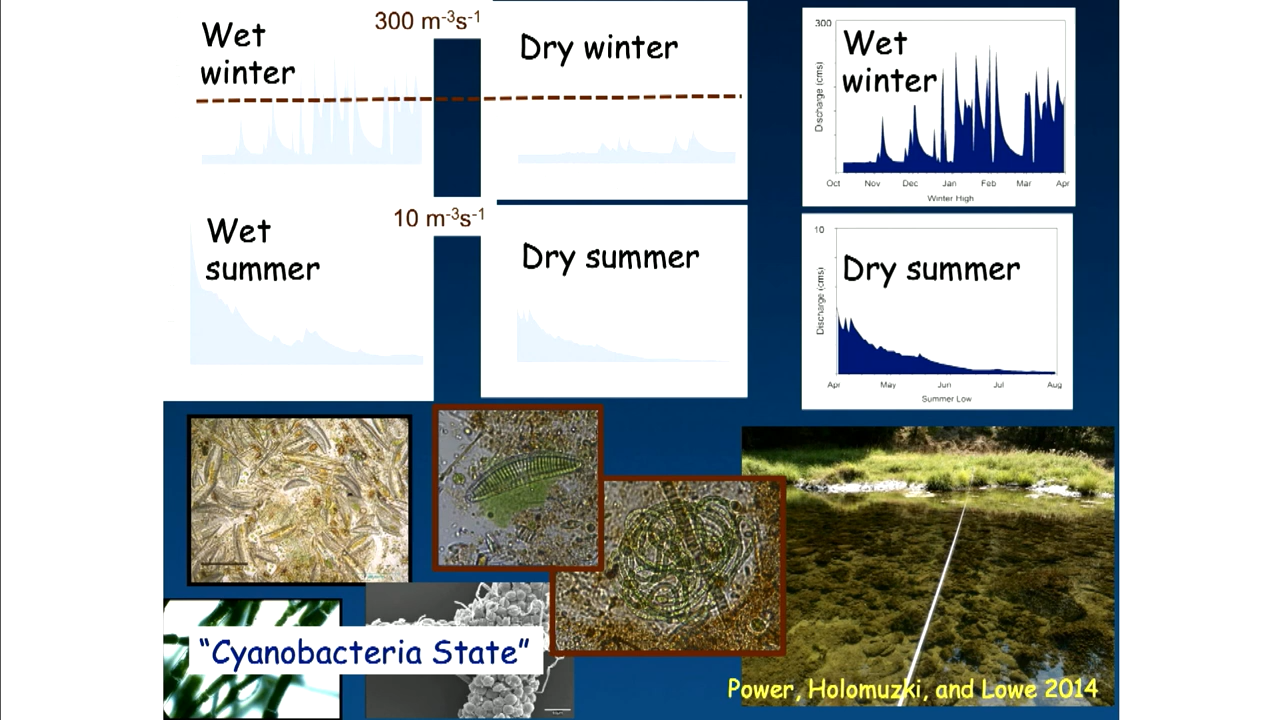 Wet
winter
300 m-3s-1
Dry winter
300
Wet
winter
Discharge (cms)
Oct Nov Dec Jan Feb Mar Apr
Winter High
Wet
summer
10 m-3s-1
Dry summer
10
Dry summer
Discharge (cms)
Apr May Jun Jul Aug
Summer Low
“Cyanobacteria State”
Power, Holomuzki, and Lowe 2014